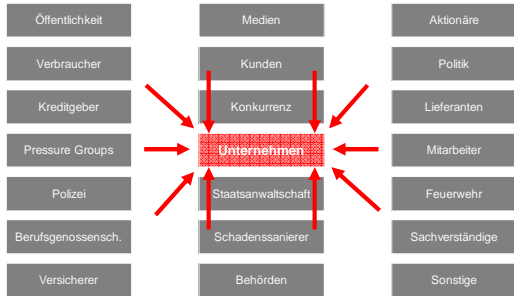 Öffentlichkeit
Medien
Aktionäre
Verbraucher
Kunden
Politik
Kreditgeber
Konkurrenz
Lieferanten
Pressure Groups
Unternehmen
Mitarbeiter
Polizei
Staatsanwaltschaft
Feuerwehr
Berufsgenossensch.
Schadenssanierer
Sachverständige
Versicherer
Behörden
Sonstige